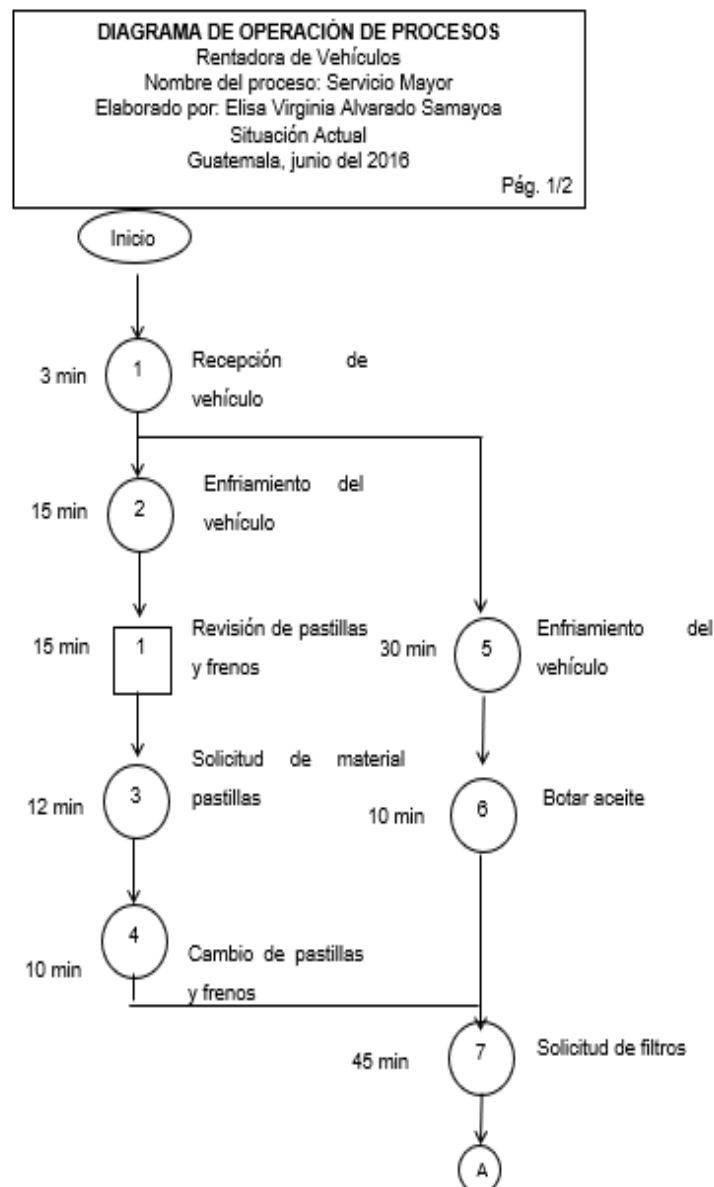 DIAGRAMA DE OPERACIÓN DE PROCESOS
Rentadora de Vehículos
Nombre del proceso: Servicio Mayor
Elaborado por: Elisa Virginia Alvarado Samayoa
Situación Actual
Guatemala, junio del 2016
Pág. 1/2
Inicio
3 min
1
Recepción de
vehículo
15 min
2
Enfriamiento del
vehículo
15 min
1
Revisión de pastillas
y frenos
30 min
5
Enfriamiento del
vehículo
12 min
3
Solicitud de material
pastillas
10 min
6
Botar aceite
10 min
4
Cambio de pastillas
y frenos
45 min
7
Solicitud de filtros
A